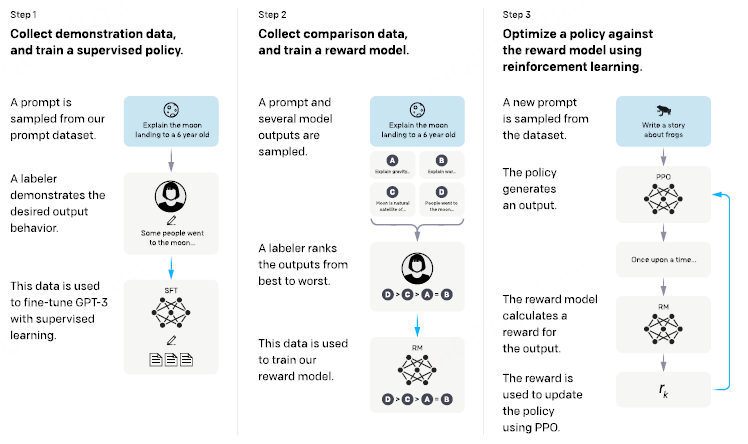 Step 1
Collect demonstration data,
and train a supervised policy.
A prompt is
sampled from our
prompt dataset.
Explain the moon
landing to a 6 year old
A labeler
demonstrates the
desired output
behavior.
Some people went
to the moon...
This data is used
to fine-tune GPT-3
with supervised
learning.
SFT
Step 2
Collect comparison data,
and train a reward model.
A prompt and
several model
outputs are
sampled.
Explain the moon
landing to a 6 year old
A
Explain gravity...
B
Explain war...
C
Moon is natural
satellite of...
D
People went to
the moon...
A labeler ranks
the outputs from
best to worst.
D > C > A = B
This data is used
to train our
reward model.
RM
D > C > A = B
Step 3
Optimize a policy against
the reward model using
reinforcement learning.
A new prompt
is sampled from
the dataset.
Write a story
about frogs
The policy
generates
an output.
PPO
Once upon a time...
The reward model
calculates a
reward for
the output.
RM
The reward is
used to update
the policy
using PPO.
rk